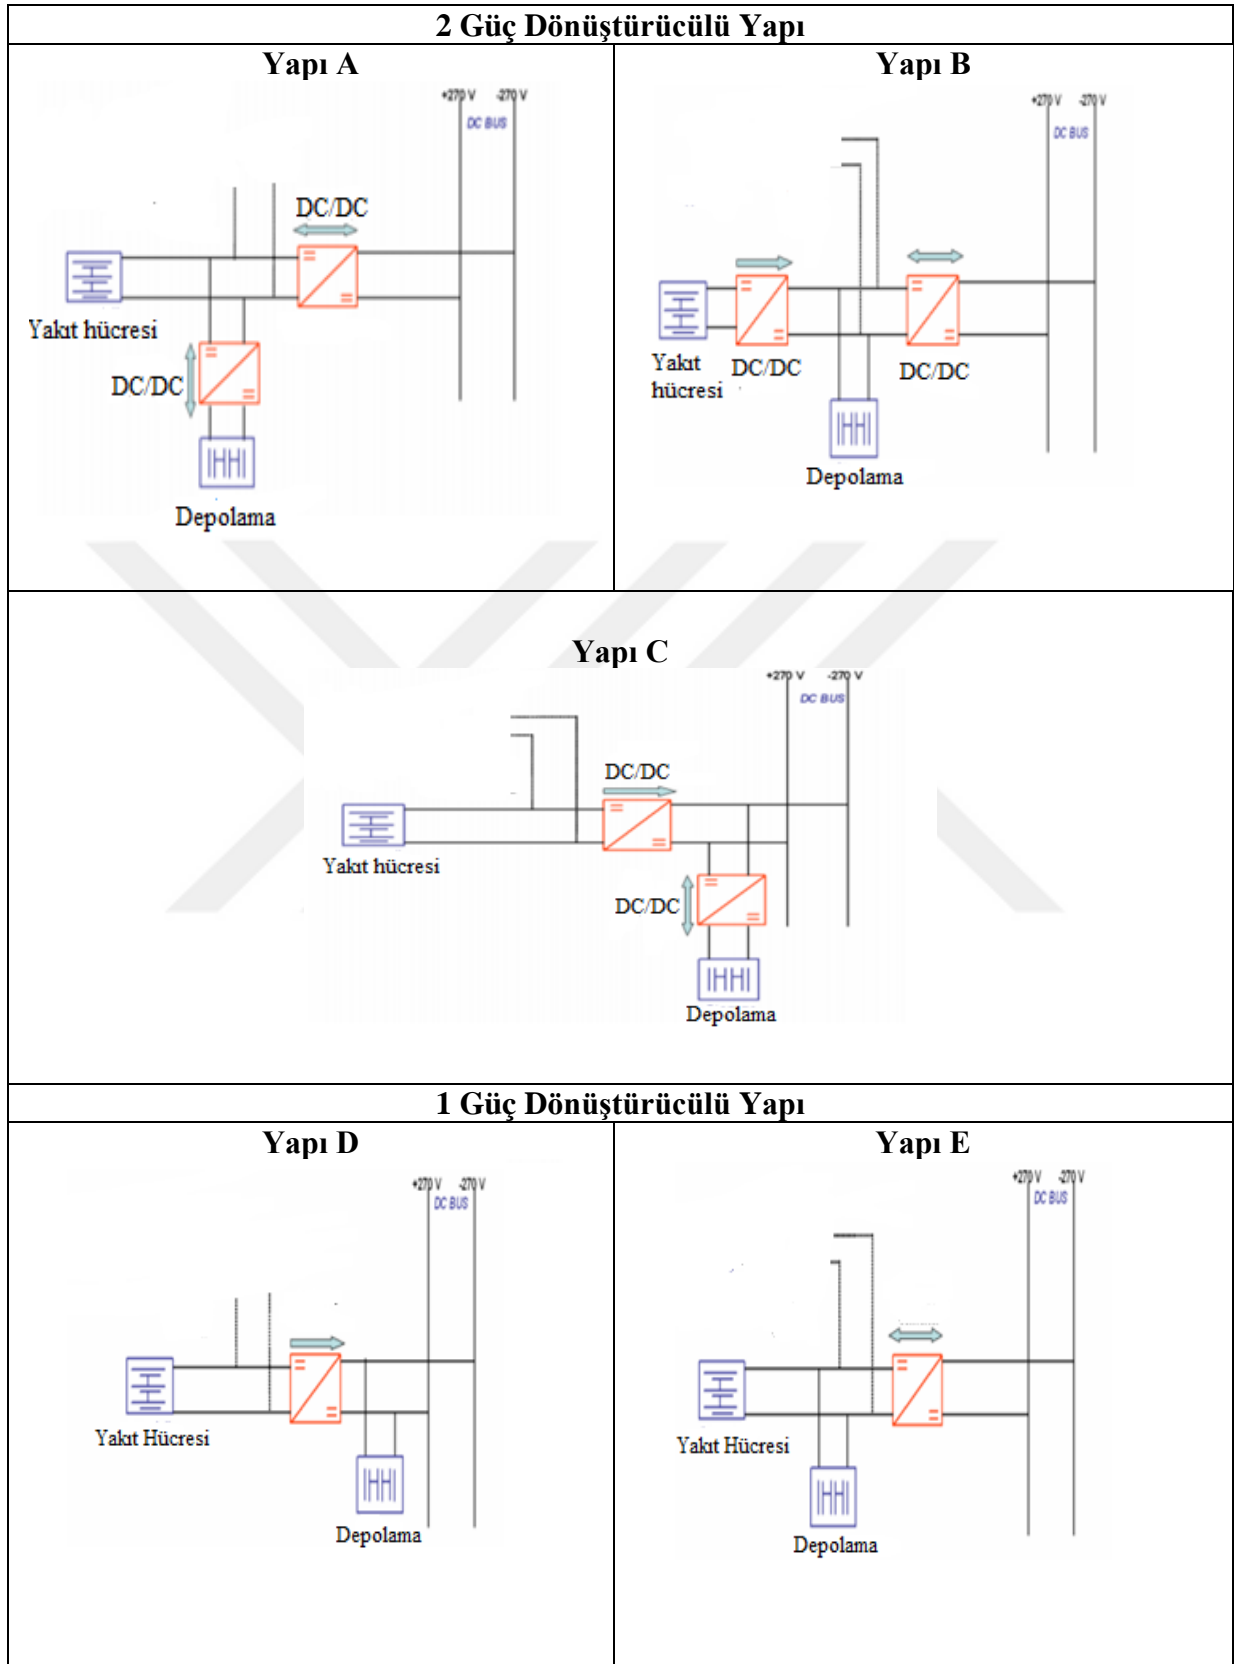 2 Güç Dönüştürücülü Yapı
Yapı A
+270 V -270 V
DC BUS
DC/DC
Yakıt hücresi
DC/DC
Depolama
Yapı B
+270 V -270 V
DC BUS
Yakıt
hücresi
DC/DC
DC/DC
Depolama
Yapı C
+270 V -270 V
DC BUS
DC/DC
Yakıt hücresi
DC/DC
Depolama
1 Güç Dönüştürücülü Yapı
Yapı D
+270 V -270 V
DC BUS
Yakıt Hücresi
Depolama
Yapı E
+270 V -270 V
DC BUS
Yakıt Hücresi
Depolama